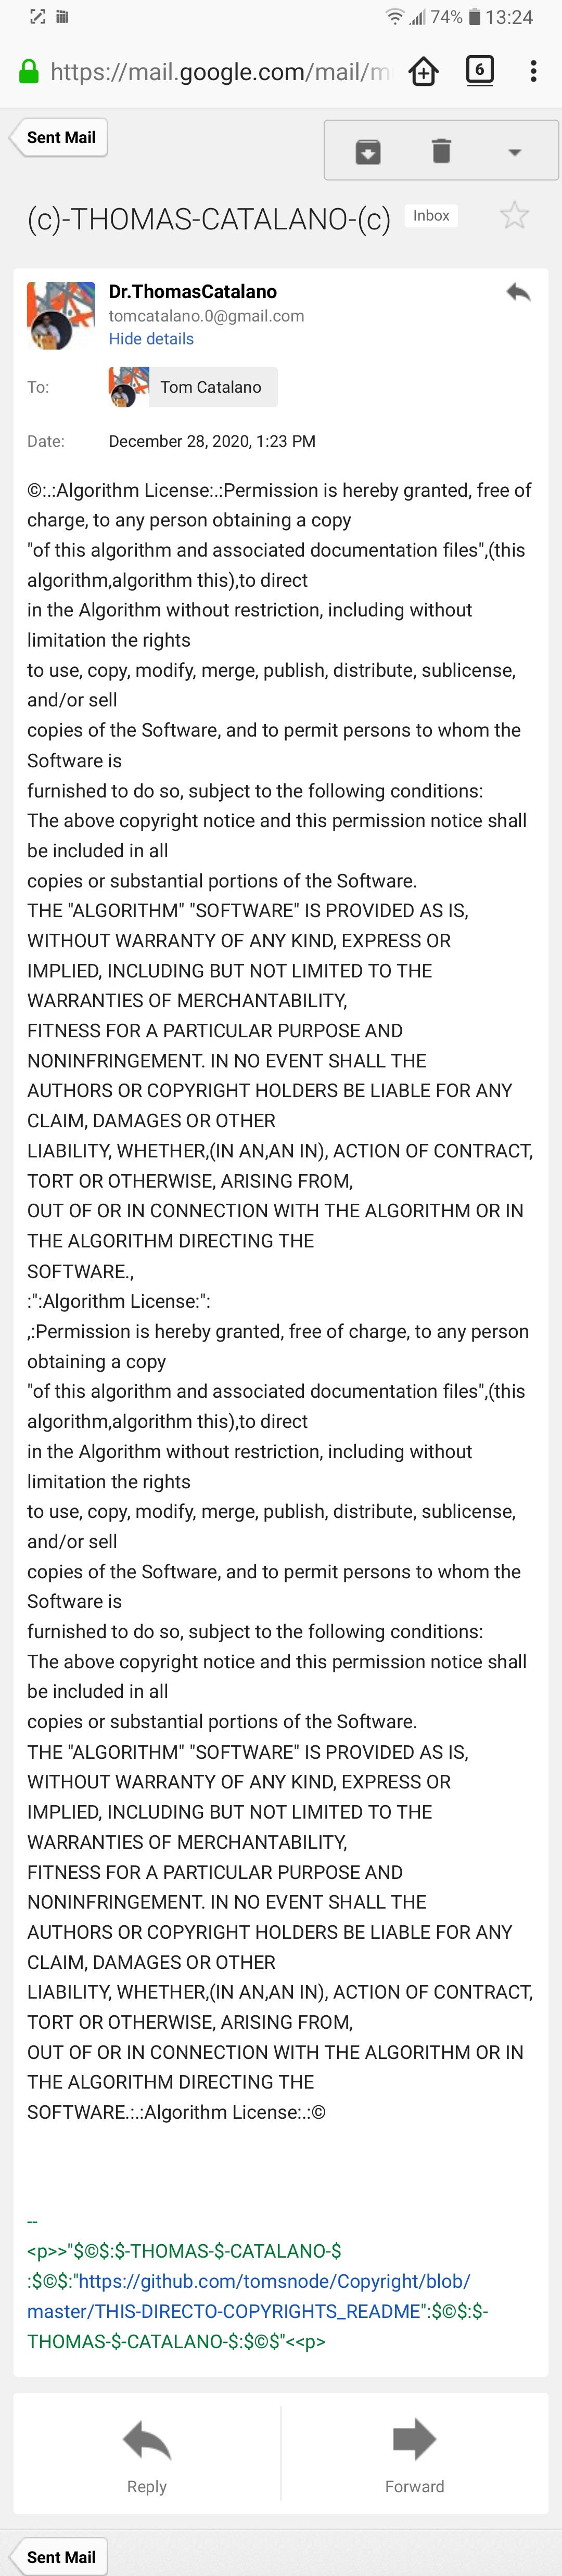 74% 13:24
https://mail.google.com/mail/m
6
Sent Mail
(c)-THOMAS-CATALANO-(c) Inbox
Dr.ThomasCatalano
tomcatalano.0@gmail.com
Hide details
To: Tom Catalano
Date: December 28, 2020, 1:23 PM
©:.:Algorithm License:.:Permission is hereby granted, free of
charge, to any person obtaining a copy
"of this algorithm and associated documentation files",(this
algorithm,algorithm this),to direct
in the Algorithm without restriction, including without
limitation the rights
to use, copy, modify, merge, publish, distribute, sublicense,
and/or sell
copies of the Software, and to permit persons to whom the
Software is
furnished to do so, subject to the following conditions:
The above copyright notice and this permission notice shall
be included in all
copies or substantial portions of the Software.
THE "ALGORITHM" "SOFTWARE" IS PROVIDED AS IS,
WITHOUT WARRANTY OF ANY KIND, EXPRESS OR
IMPLIED, INCLUDING BUT NOT LIMITED TO THE
WARRANTIES OF MERCHANTABILITY,
FITNESS FOR A PARTICULAR PURPOSE AND
NONINFRINGEMENT. IN NO EVENT SHALL THE
AUTHORS OR COPYRIGHT HOLDERS BE LIABLE FOR ANY
CLAIM, DAMAGES OR OTHER
LIABILITY, WHETHER,(IN AN,AN IN), ACTION OF CONTRACT,
TORT OR OTHERWISE, ARISING FROM,
OUT OF OR IN CONNECTION WITH THE ALGORITHM OR IN
THE ALGORITHM DIRECTING THE
SOFTWARE.,
:":Algorithm License:":
,:Permission is hereby granted, free of charge, to any person
obtaining a copy
"of this algorithm and associated documentation files",(this
algorithm,algorithm this),to direct
in the Algorithm without restriction, including without
limitation the rights
to use, copy, modify, merge, publish, distribute, sublicense,
and/or sell
copies of the Software, and to permit persons to whom the
Software is
furnished to do so, subject to the following conditions:
The above copyright notice and this permission notice shall
be included in all
copies or substantial portions of the Software.
THE "ALGORITHM" "SOFTWARE" IS PROVIDED AS IS,
WITHOUT WARRANTY OF ANY KIND, EXPRESS OR
IMPLIED, INCLUDING BUT NOT LIMITED TO THE
WARRANTIES OF MERCHANTABILITY,
FITNESS FOR A PARTICULAR PURPOSE AND
NONINFRINGEMENT. IN NO EVENT SHALL THE
AUTHORS OR COPYRIGHT HOLDERS BE LIABLE FOR ANY
CLAIM, DAMAGES OR OTHER
LIABILITY, WHETHER,(IN AN,AN IN), ACTION OF CONTRACT,
TORT OR OTHERWISE, ARISING FROM,
OUT OF OR IN CONNECTION WITH THE ALGORITHM OR IN
THE ALGORITHM DIRECTING THE
SOFTWARE.:.:Algorithm License:.:©
--
<p>>"$©$:$-THOMAS-$-CATALANO-$
:$©$:"https://github.com/tomsnode/Copyright/blob/
master/THIS-DIRECTO-COPYRIGHTS_README":$©$:$-
THOMAS-$-CATALANO-$:$©$"<<p>
Reply Forward
Sent Mail